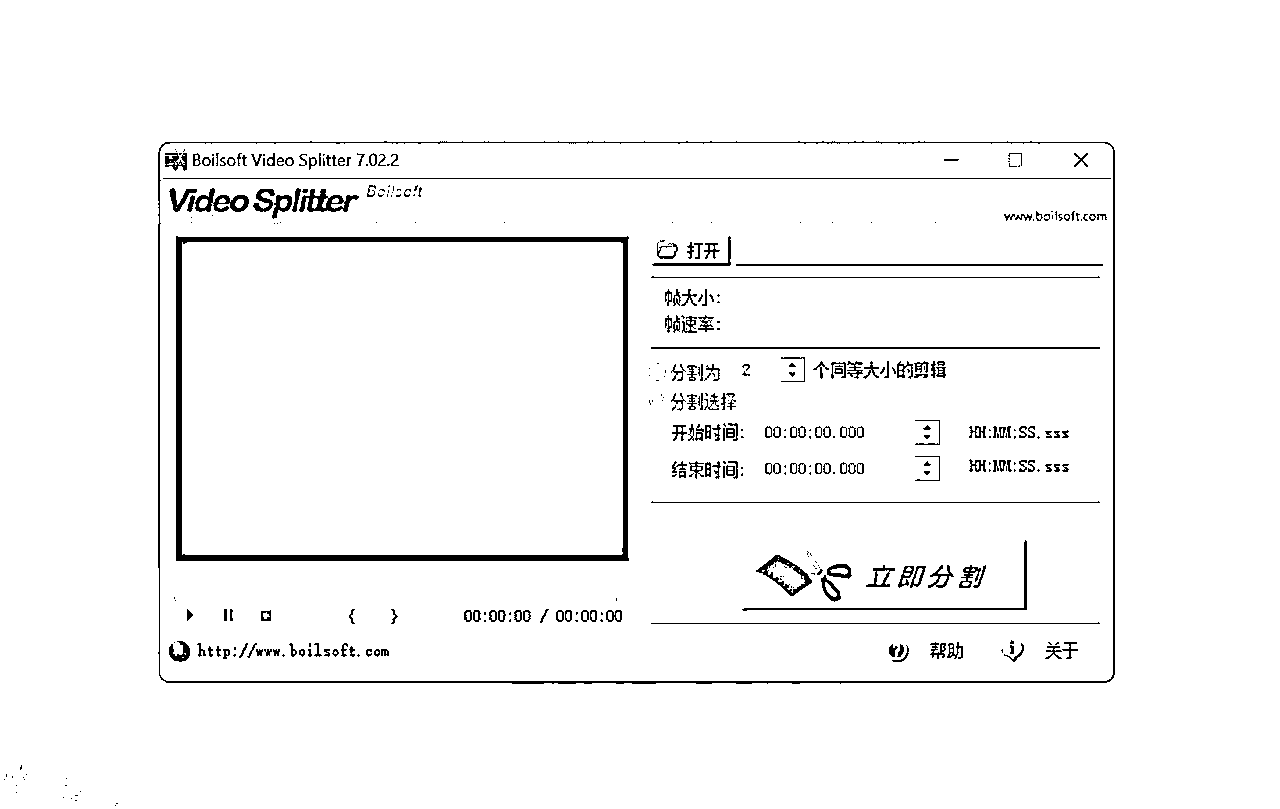 Boilsoft Video Splitter 7.02.2
Video Splitter Boilsoft
www.boilsoft.com
打开
帧大小:
帧速率:
分割为 2 个同等大小的剪辑
分割选择
开始时间: 00:00:00.000 HH:MM:SS.sss
结束时间: 00:00:00.000 HH:MM:SS.sss
立即分割
{ } 00:00:00 / 00:00:00
http://www.boilsoft.com
帮助 关于